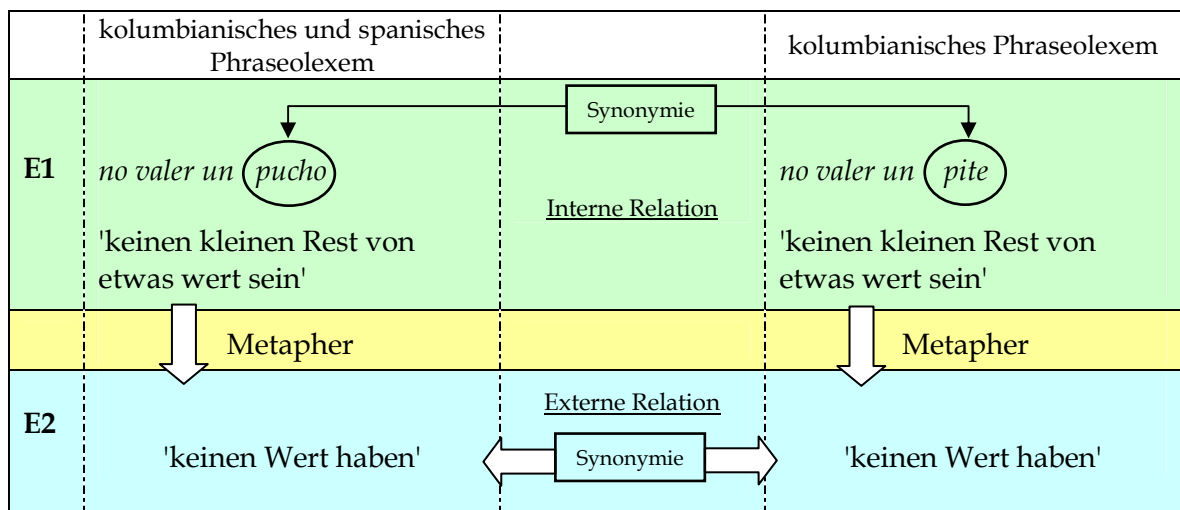 kolumbianisches und spanisches
Phraseolexem
kolumbianisches Phraseolexem
Synonymie
E1
no valer un pucho
no valer un pite
Interne Relation
'keinen kleinen Rest von
etwas wert sein'
'keinen kleinen Rest von
etwas wert sein'
Metapher
Metapher
E2
Externe Relation
'keinen Wert haben'
Synonymie
'keinen Wert haben'